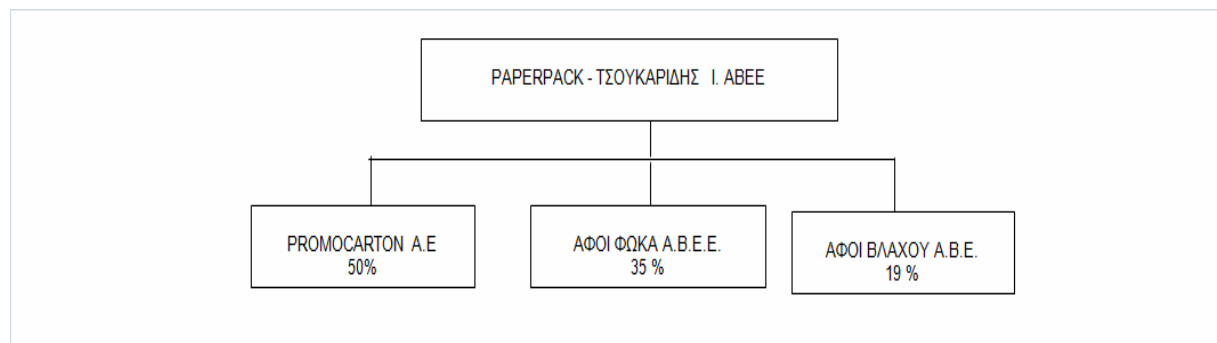 PAPERPACK - ΤΣΟΥΚΑΡΙΔΗΣ Ι. ΑΒΕΕ
PROMOCARTON A.E
50%
ΑΦΟΙ ΦΩΚΑ Α.Β.Ε.Ε.
35 %
ΑΦΟΙ ΒΛΑΧΟΥ Α.Β.Ε.
19 %